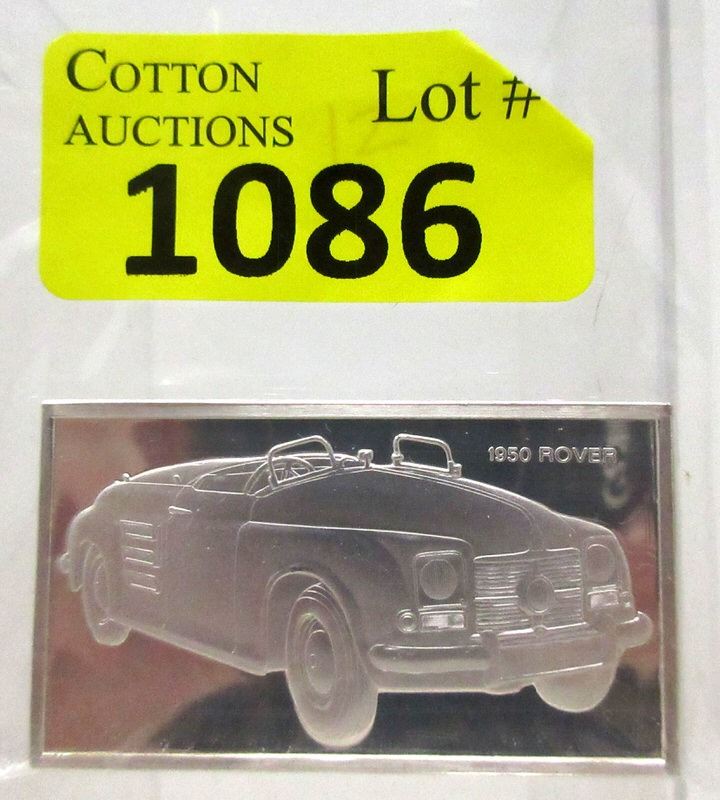 COTTON
AUCTIONS
Lot #
1086
1950 ROVER